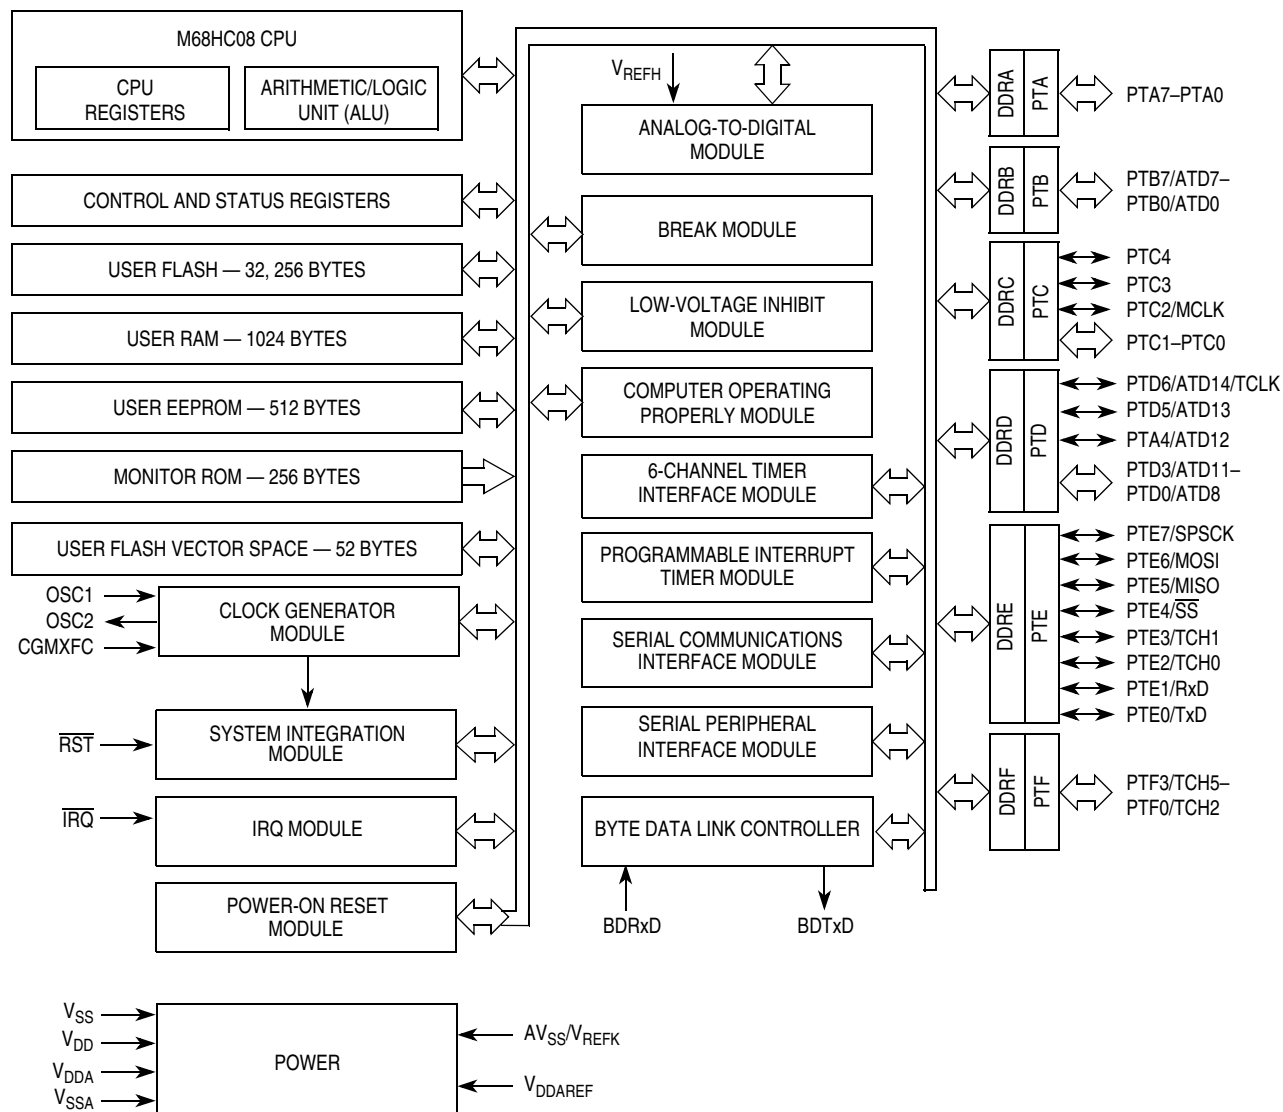 M68HC08 CPU
CPU
REGISTERS
ARITHMETIC/LOGIC
UNIT (ALU)
CONTROL AND STATUS REGISTERS
USER FLASH — 32, 256 BYTES
USER RAM — 1024 BYTES
USER EEPROM — 512 BYTES
MONITOR ROM — 256 BYTES
USER FLASH VECTOR SPACE — 52 BYTES
OSC1
OSC2
CGMXFC
CLOCK GENERATOR
MODULE
RST
SYSTEM INTEGRATION
MODULE
IRQ
IRQ MODULE
POWER-ON RESET
MODULE
VSS
VDD
VDDA
VSSA
POWER
AVSS/VREFK
VDDAREF
VREFH
ANALOG-TO-DIGITAL
MODULE
BREAK MODULE
LOW-VOLTAGE INHIBIT
MODULE
COMPUTER OPERATING
PROPERLY MODULE
6-CHANNEL TIMER
INTERFACE MODULE
PROGRAMMABLE INTERRUPT
TIMER MODULE
SERIAL COMMUNICATIONS
INTERFACE MODULE
SERIAL PERIPHERAL
INTERFACE MODULE
BYTE DATA LINK CONTROLLER
BDRxD
BDTxD
DDRA
PTA
PTA7–PTA0
DDRB
PTB
PTB7/ATD7–
PTB0/ATD0
DDRC
PTC
PTC4
PTC3
PTC2/MCLK
PTC1–PTC0
DDRD
PTD
PTD6/ATD14/TCLK
PTD5/ATD13
PTA4/ATD12
PTD3/ATD11–
PTD0/ATD8
DDRE
PTE
PTE7/SPSCK
PTE6/MOSI
PTE5/MISO
PTE4/SS
PTE3/TCH1
PTE2/TCH0
PTE1/RxD
PTE0/TxD
DDRF
PTF
PTF3/TCH5–
PTF0/TCH2